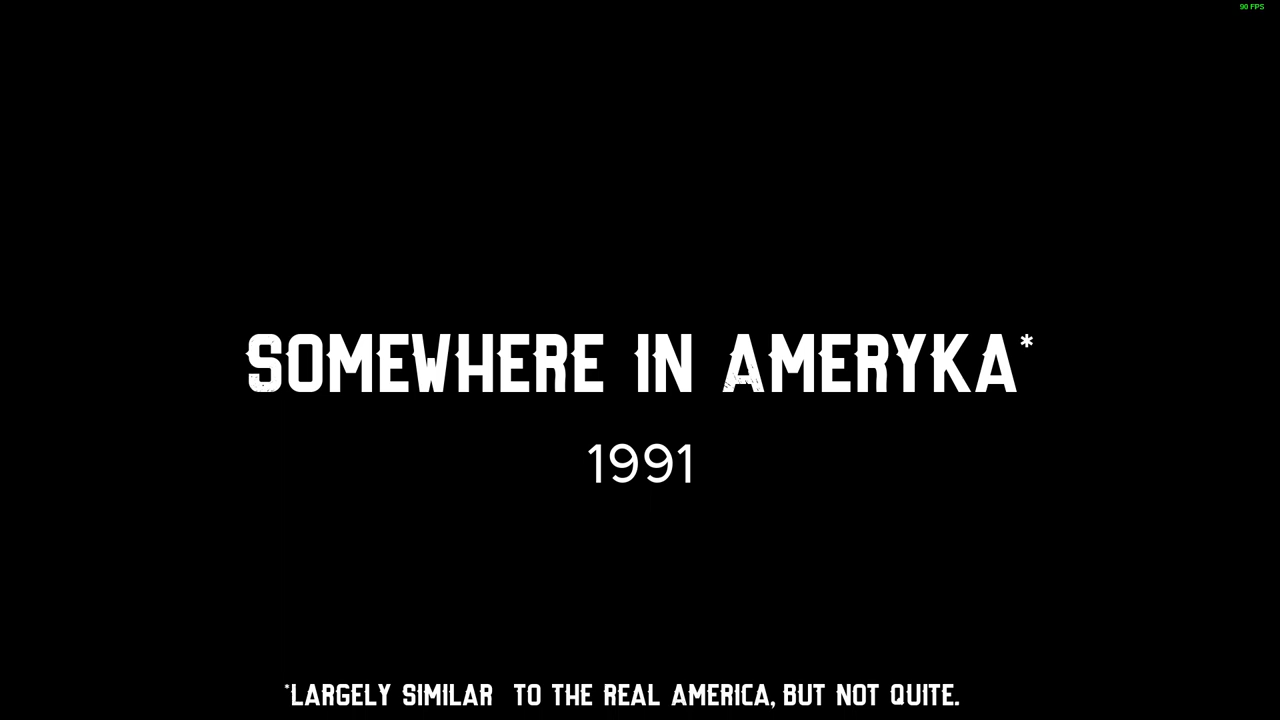 90 FPS
SOMEWHERE IN AMERYKA*
1991
*LARGELY SIMILAR  TO THE REAL AMERICA, BUT NOT QUITE.